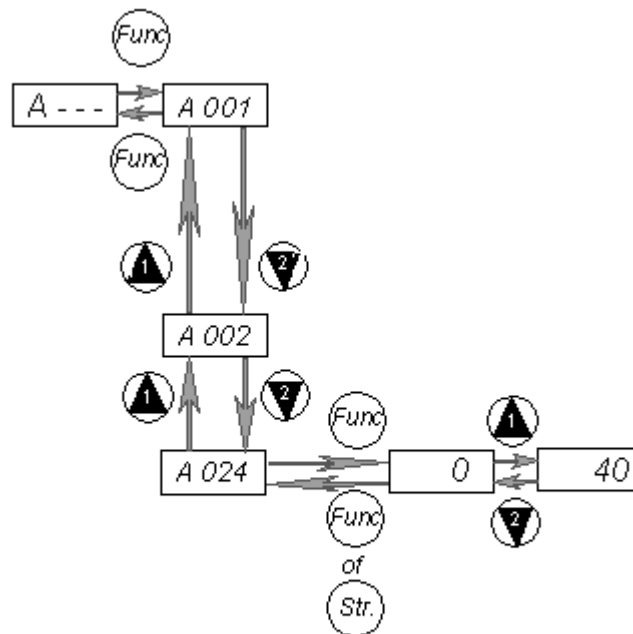 Func
A - - -
A 001
Func
1
2
A 002
1
2
Func
1
A 024
0
40
Func
2
of
Str.